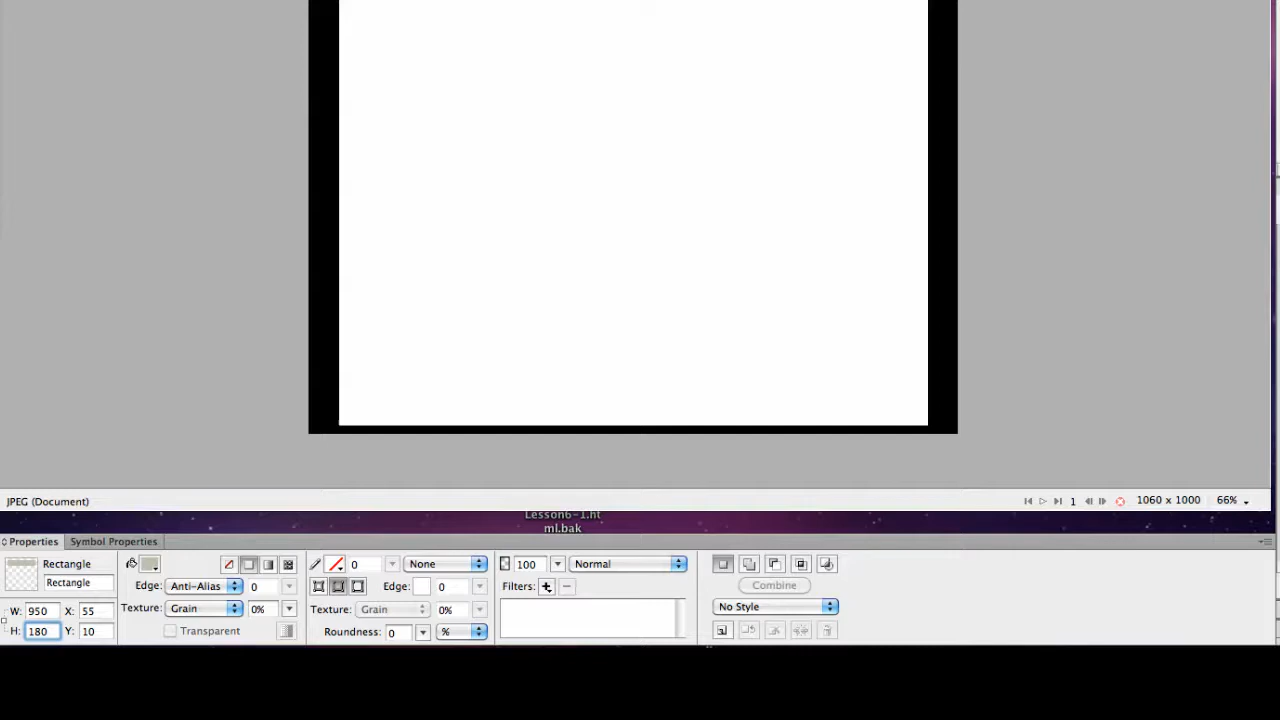 JPEG (Document)
1 1060 x 1000 66%
Lesson6-1.ht
ml.bak
Properties Symbol Properties
Rectangle
Rectangle
W: 950 X: 55
H: 180 Y: 10
Edge: Anti-Alias 0
Texture: Grain 0%
Transparent
0 None
Edge: 0
Texture: Grain 0%
Roundness: 0 %
100 Normal
Filters:
Combine
No Style